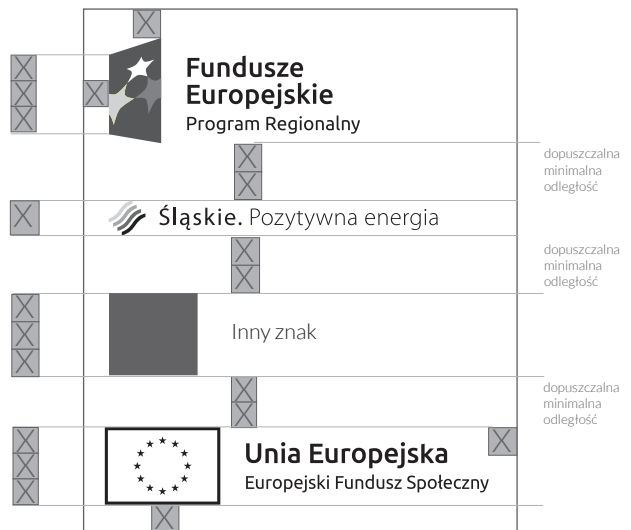 X
Fundusze
Europejskie
Program Regionalny
X
X
X
X
X
X
dopuszczalna
minimalna
odległość
X
Śląskie. Pozytywna energia
X
X
dopuszczalna
minimalna
odległość
X
X
X
Inny znak
X
X
dopuszczalna
minimalna
odległość
X
X
X
Unia Europejska
Europejski Fundusz Społeczny
X
X